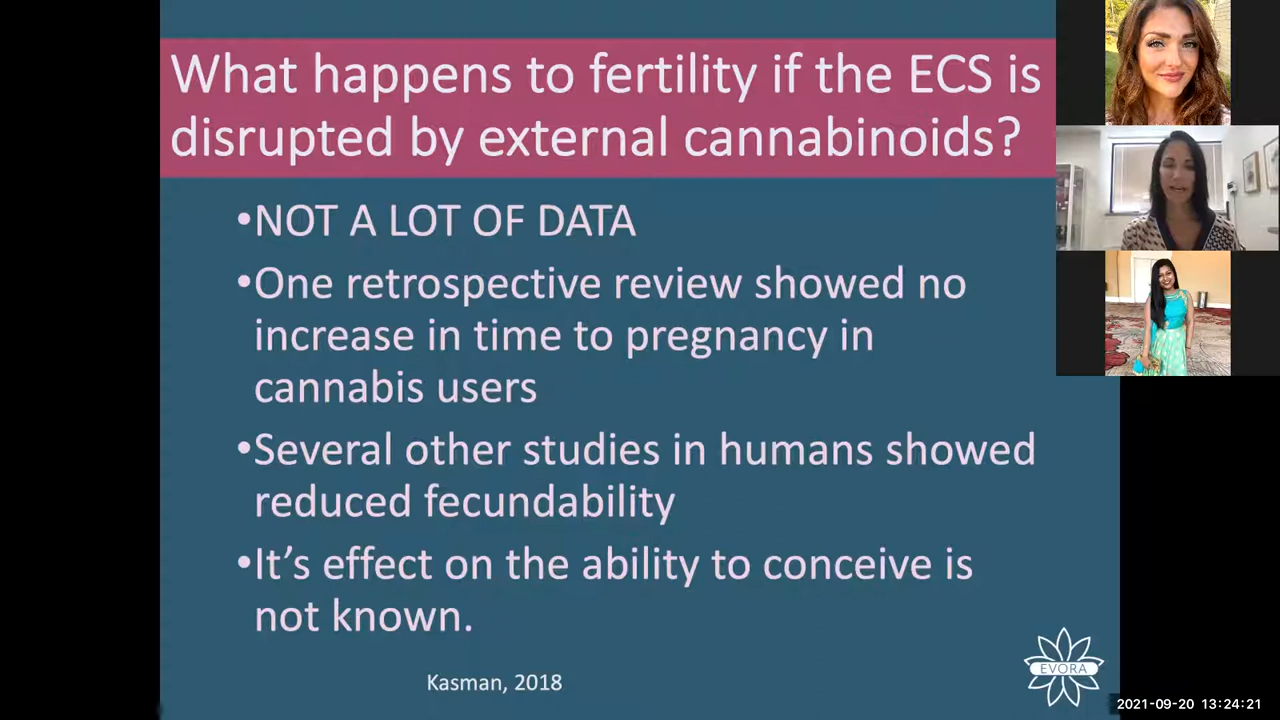 What happens to fertility if the ECS is
disrupted by external cannabinoids?
•NOT A LOT OF DATA
•One retrospective review showed no
increase in time to pregnancy in
cannabis users
•Several other studies in humans showed
reduced fecundability
•It’s effect on the ability to conceive is
not known.
Kasman, 2018
EVORA
2021-09-20 13:24:21